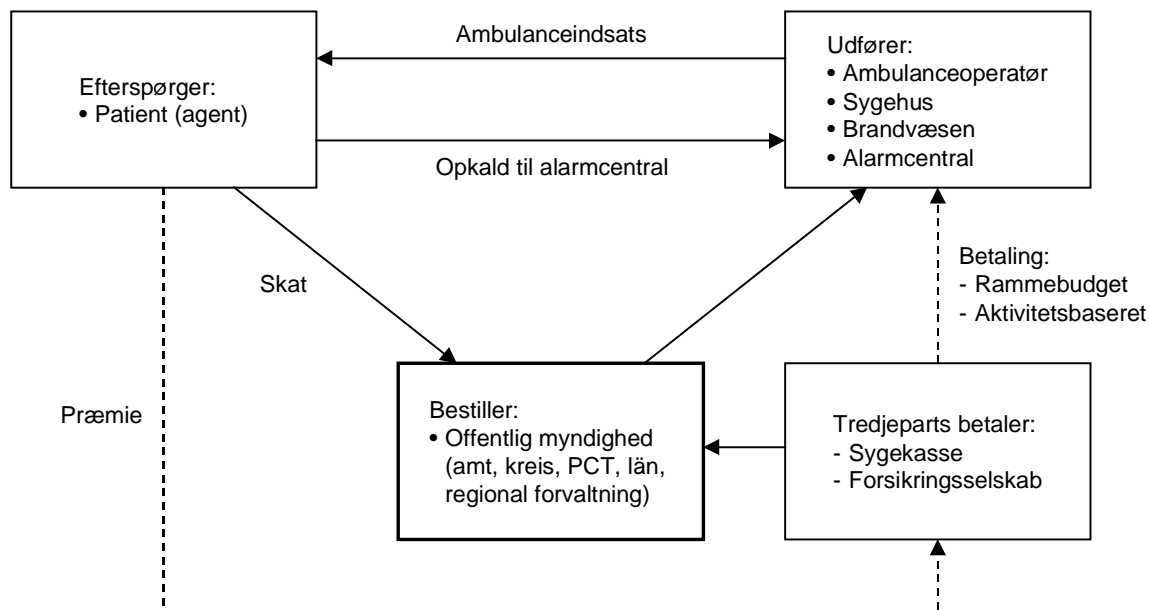 Ambulanceindsats
Efterspørger:
• Patient (agent)
Udfører:
• Ambulanceoperatør
• Sygehus
• Brandvæsen
• Alarmcentral
Opkald til alarmcentral
Skat
Betaling:
- Rammebudget
- Aktivitetsbaseret
Præmie
Bestiller:
• Offentlig myndighed
(amt, kreis, PCT, län,
regional forvaltning)
Tredjeparts betaler:
- Sygekasse
- Forsikringsselskab